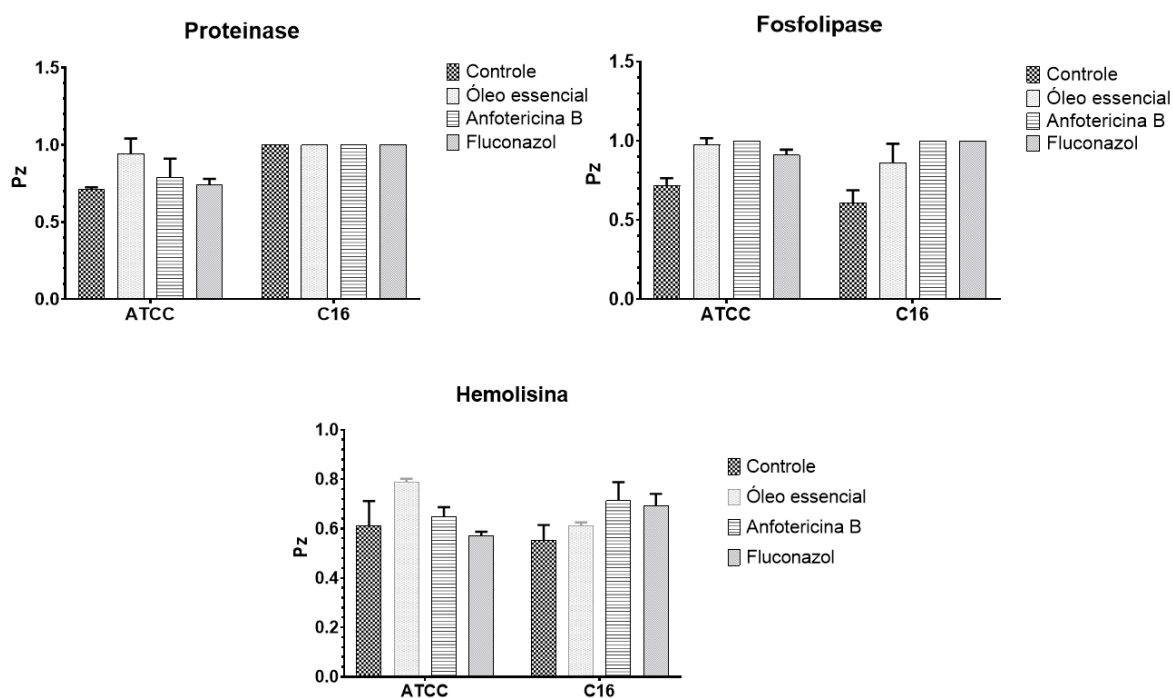 Proteinase
1.5
1.0
0.5
0.0
Pz
ATCC
C16
Controle
Óleo essencial
Anfotericina B
Fluconazol
Fosfolipase
1.5
1.0
0.5
0.0
Pz
ATCC
C16
Controle
Óleo essencial
Anfotericina B
Fluconazol
Hemolisina
1.0
0.8
0.6
0.4
0.2
0.0
Pz
ATCC
C16
Controle
Óleo essencial
Anfotericina B
Fluconazol